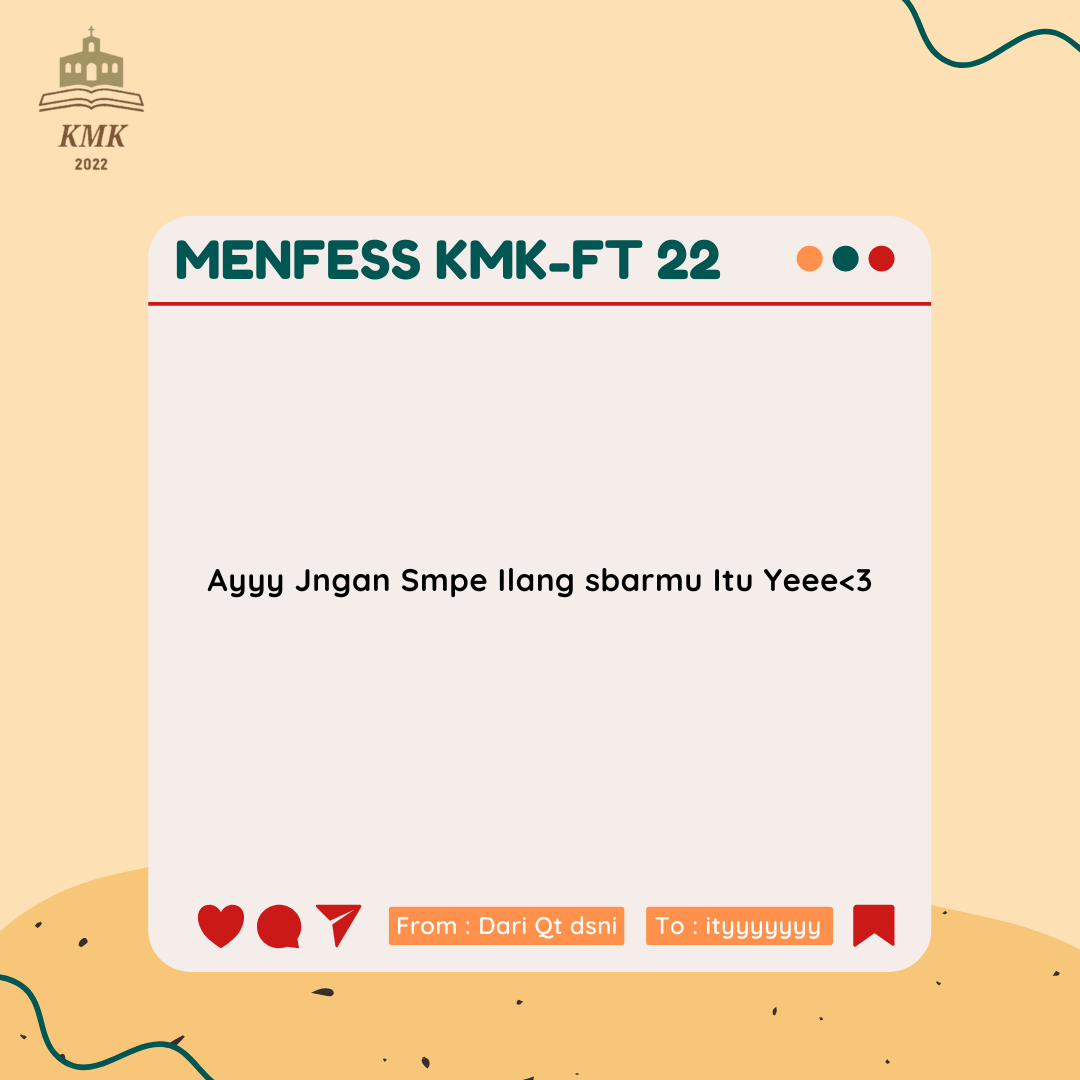 KMK
2022
MENFESS KMK-FT 22
Ayyy Jngan Smpe Ilang sbarmu Itu Yeee<3
From : Dari Qt dsni
To : ityyyyyyy